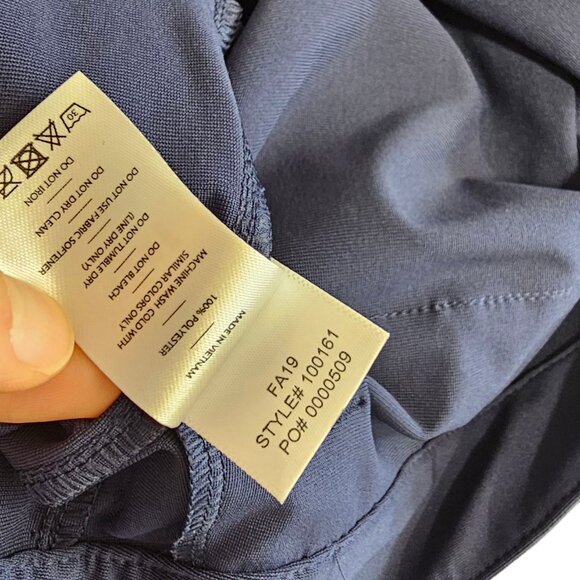 FA19
STYLE# 100161
PO# 0000509
MADE IN VIETNAM
100% POLYESTER
MACHINE WASH COLD WITH
SIMILAR COLORS ONLY
DO NOT BLEACH
DO NOT TUMBLE DRY
(LINE DRY ONLY)
DO NOT USE FABRIC SOFTENER
DO NOT DRY CLEAN
DO NOT IRON
30